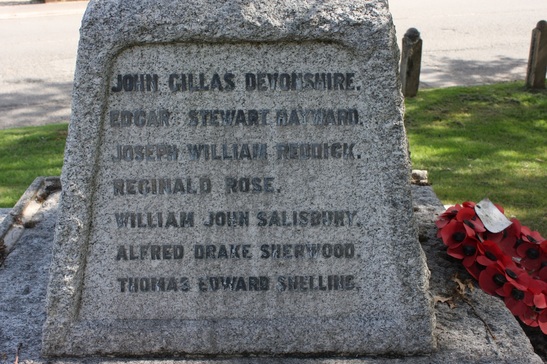 JOHN GILLAS DEVONSHIRE.
EDGAR STEWART HAYWARD.
JOSEPH WILLIAM REDDICK.
REGINALD ROSE.
WILLIAM JOHN SALISBURY.
ALFRED DRAKE SHERWOOD.
THOMAS EDWARD SNELLING.